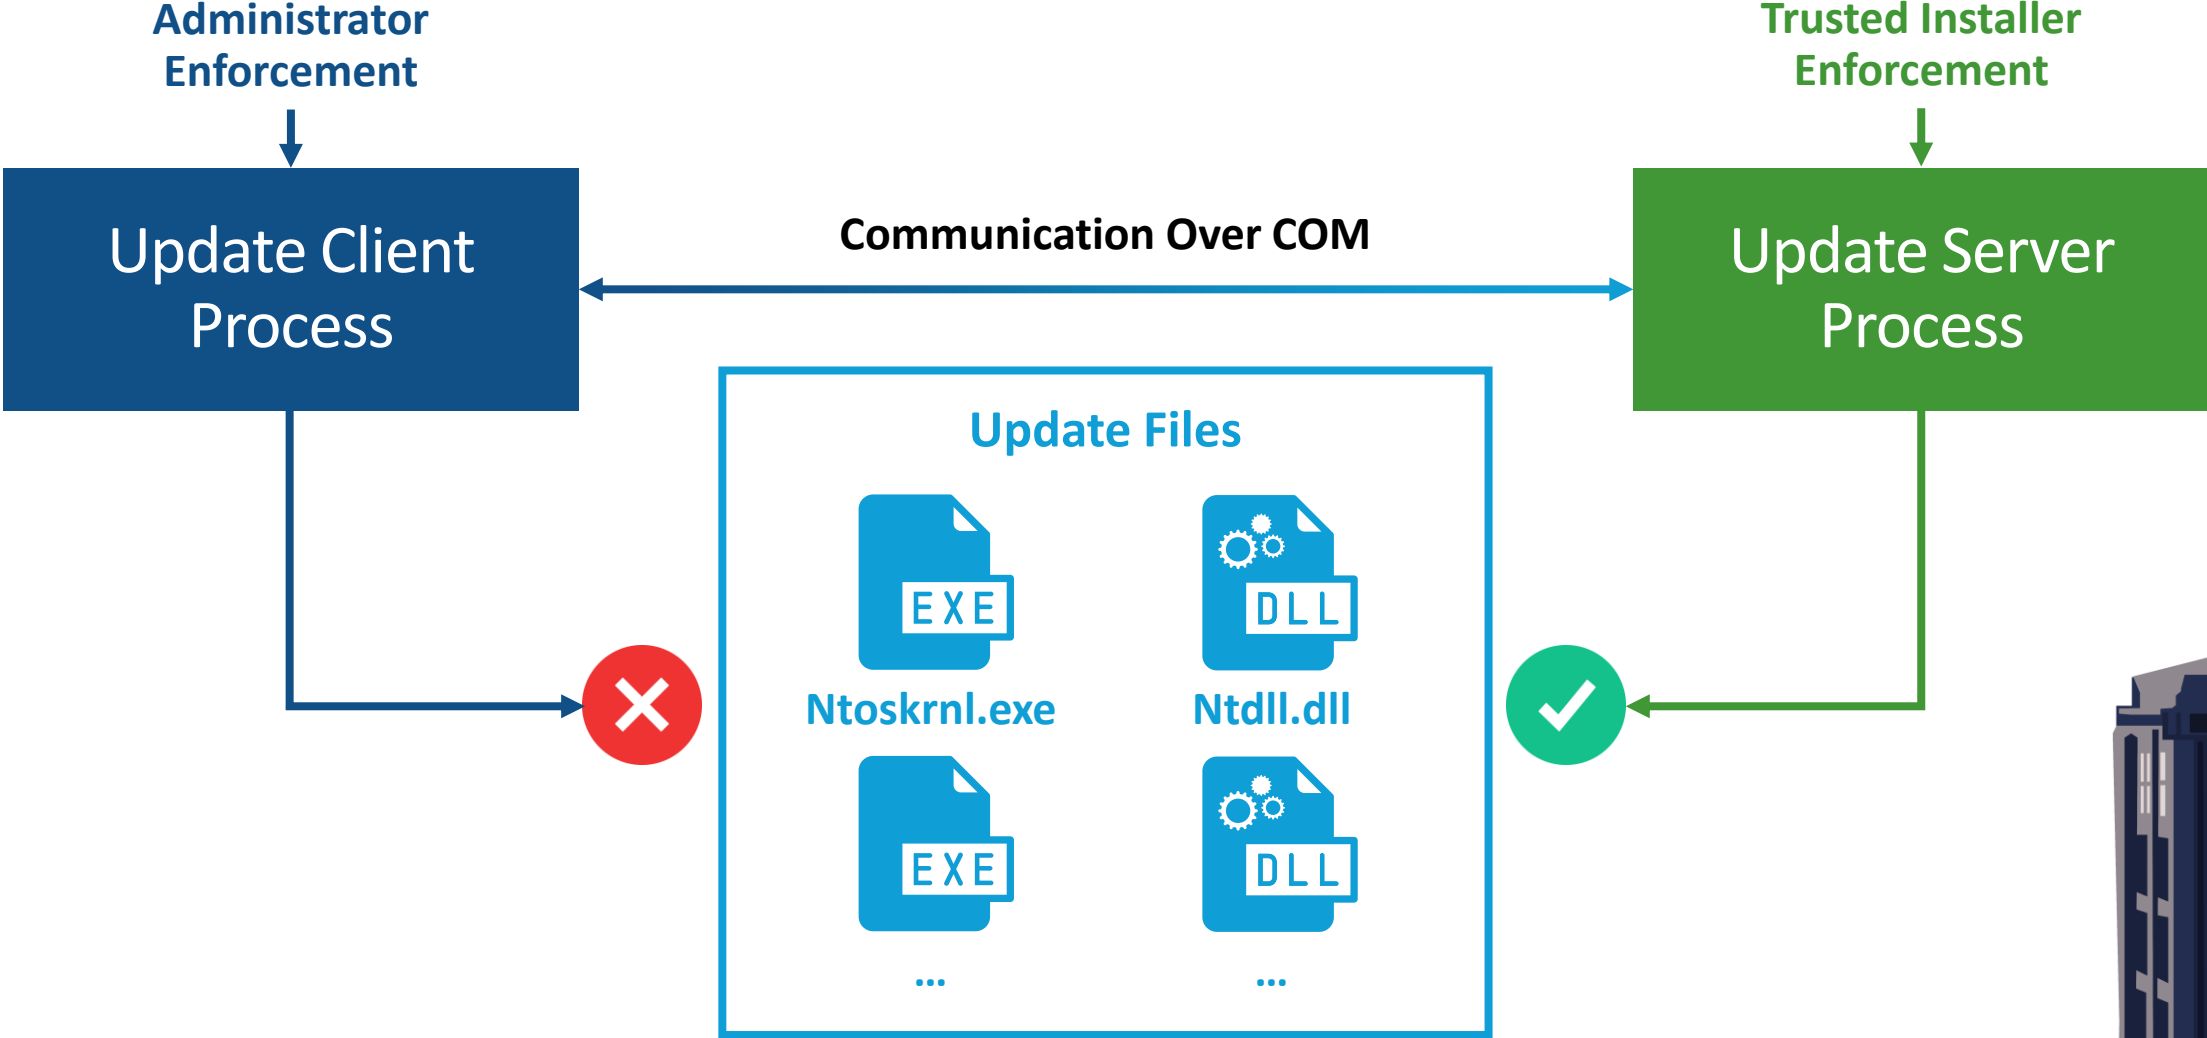 Administrator
Enforcement
Trusted Installer
Enforcement
Update Client
Process
Communication Over COM
Update Server
Process
Update Files
EXE
DLL
Ntoskrnl.exe
Ntdll.dll
EXE
DLL
...
...